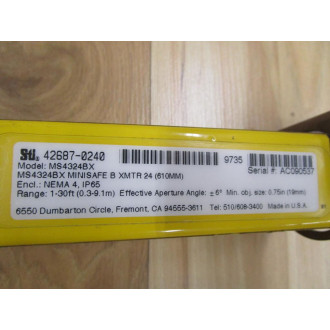 STI 42687-0240
Model: MS4324BX
MS4324BX MINISAFE B XMTR 24 (610MM)
Encl.: NEMA 4, IP65
9735
Serial #: AC090537
Range: 1-30ft (0.3-9.1m) Effective Aperture Angle: ±5° Min. obj. size: 0.75in (19mm)
6550 Dumbarton Circle, Fremont, CA 94555-3611 Tel: 510/608-3400 Made in U.S.A.